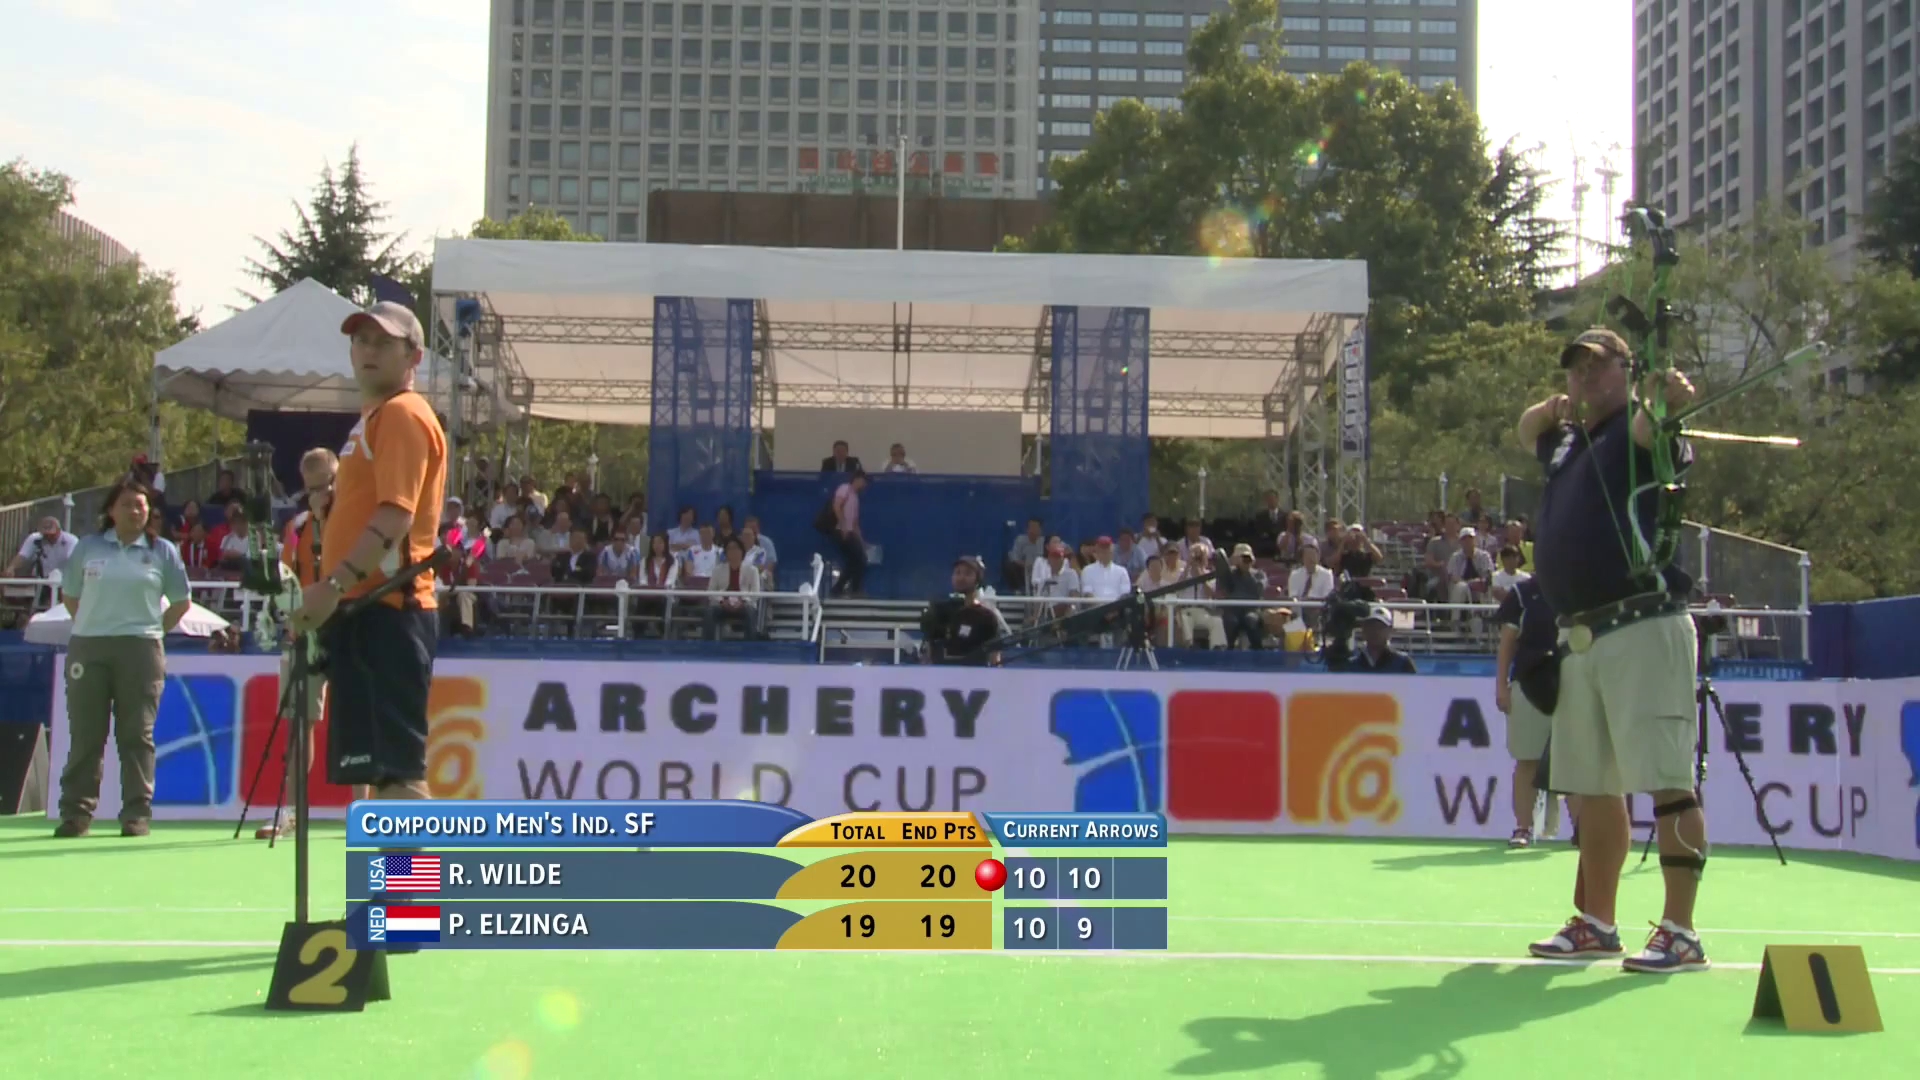 ARCHERY
WORLD CUP
A ERY
W LD CUP
COMPOUND MEN'S IND. SF
TOTAL END PTS CURRENT ARROWS
USA R. WILDE 20 20 10 10
NED P. ELZINGA 19 19 10 9
2
1